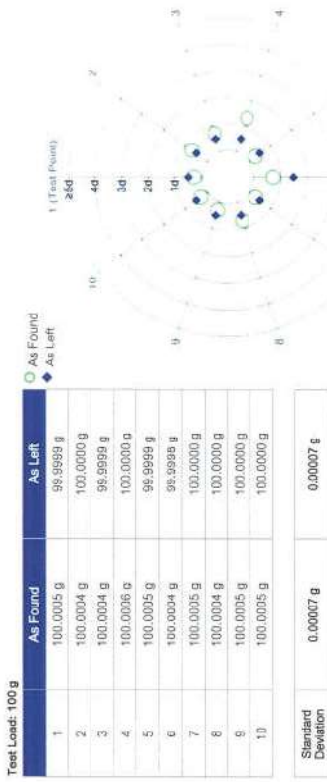 Test Load: 100 g
As Found As Left
1 100.0005 g 99.9999 g
2 100.0004 g 100.0000 g
3 100.0004 g 99.9999 g
4 100.0006 g 100.0000 g
5 100.0005 g 99.9999 g
6 100.0004 g 99.9998 g
7 100.0005 g 100.0000 g
8 100.0004 g 100.0000 g
9 100.0005 g 100.0000 g
10 100.0005 g 100.0000 g
Standard
Deviation
0.00007 g 0.00007 g
As Found
As Left
1 (Test Point)
≥5d
4d
3d
2d
1d
2
3
4
8
9
10